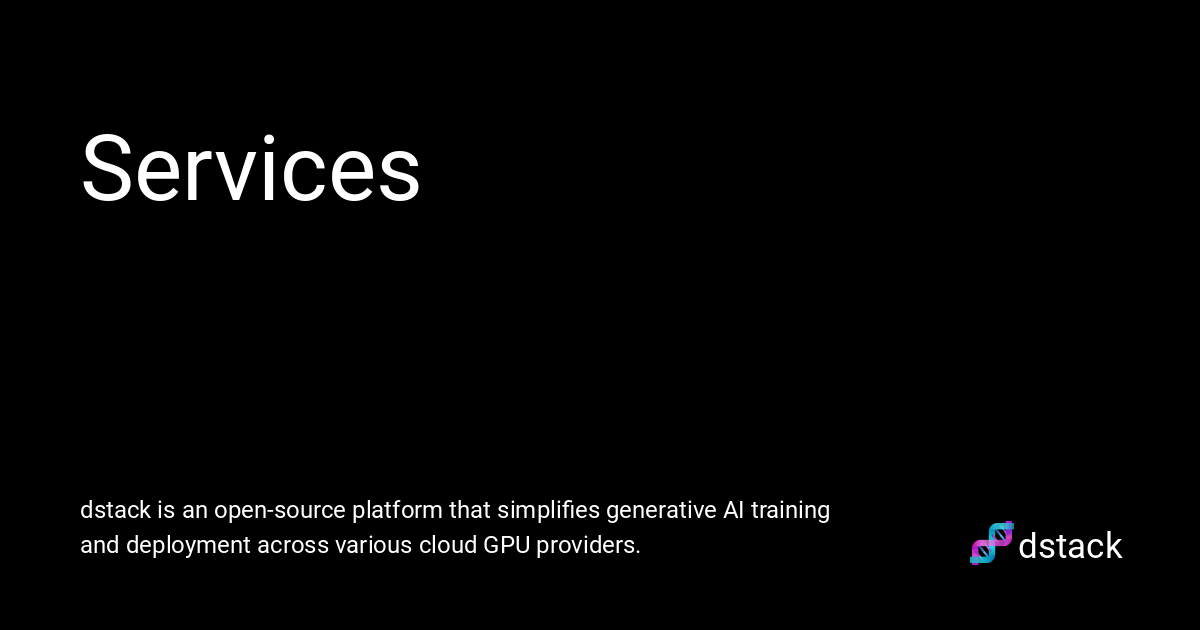 Services
dstack is an open-source platform that simplifies generative AI training
and deployment across various cloud GPU providers.
dstack